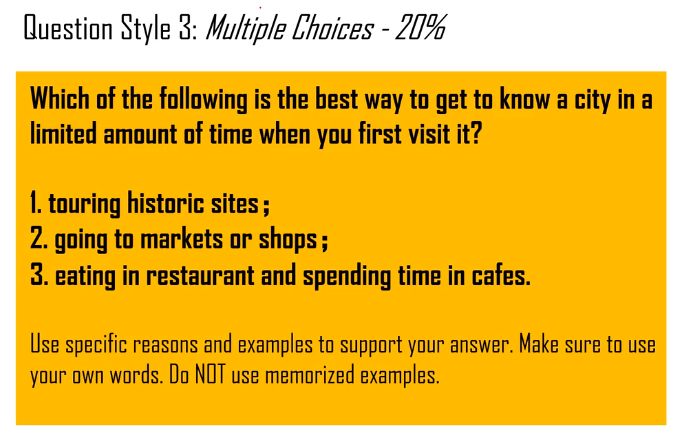 Question Style 3: Multiple Choices - 20%
Which of the following is the best way to get to know a city in a
limited amount of time when you first visit it?
1. touring historic sites;
2. going to markets or shops;
3. eating in restaurant and spending time in cafes.
Use specific reasons and examples to support your answer. Make sure to use
your own words. Do NOT use memorized examples.